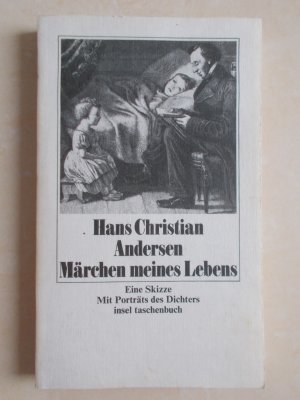 Hans Christian
Andersen
Märchen meines Lebens
Eine Skizze
Mit Porträts des Dichters
insel taschenbuch